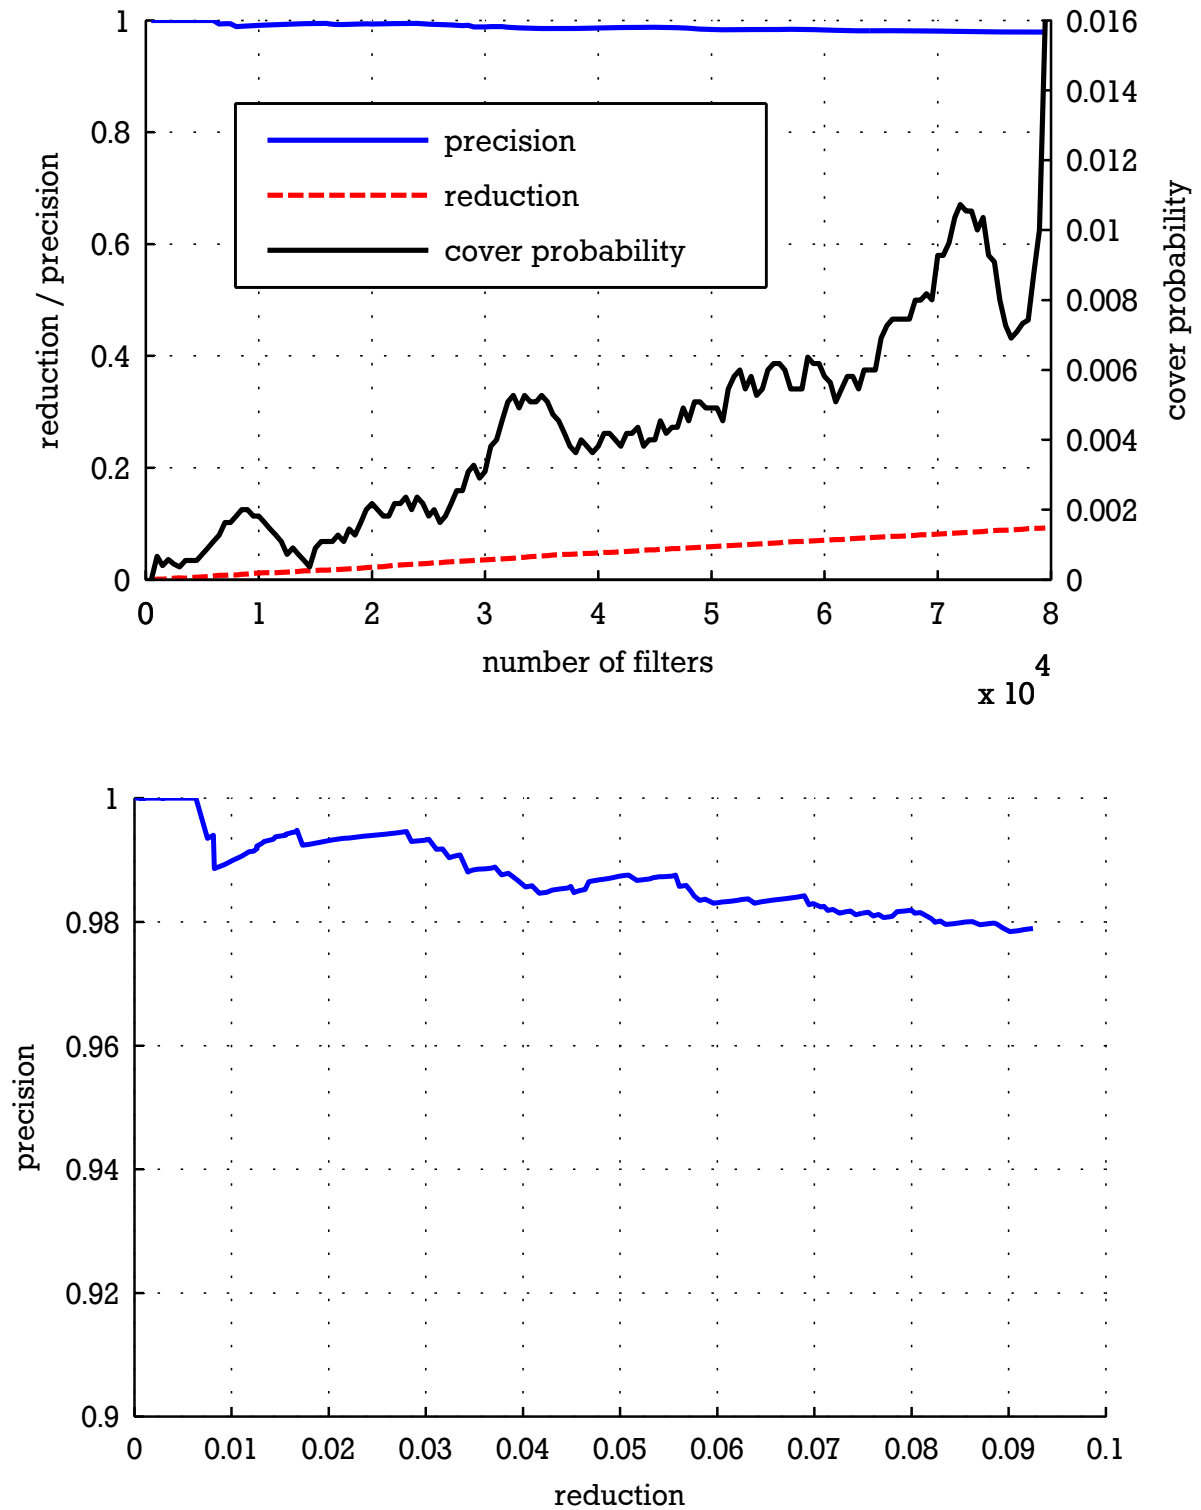 1
0.8
0.6
0.4
0.2
0
reduction / precision
precision
reduction
cover probability
0.016
0.014
0.012
0.01
0.008
0.006
0.004
0.002
0
cover probability
0 1 2 3 4 5 6 7 8
number of filters
x 10 4
1
0.98
0.96
0.94
0.92
0.9
precision
0 0.01 0.02 0.03 0.04 0.05 0.06 0.07 0.08 0.09 0.1
reduction